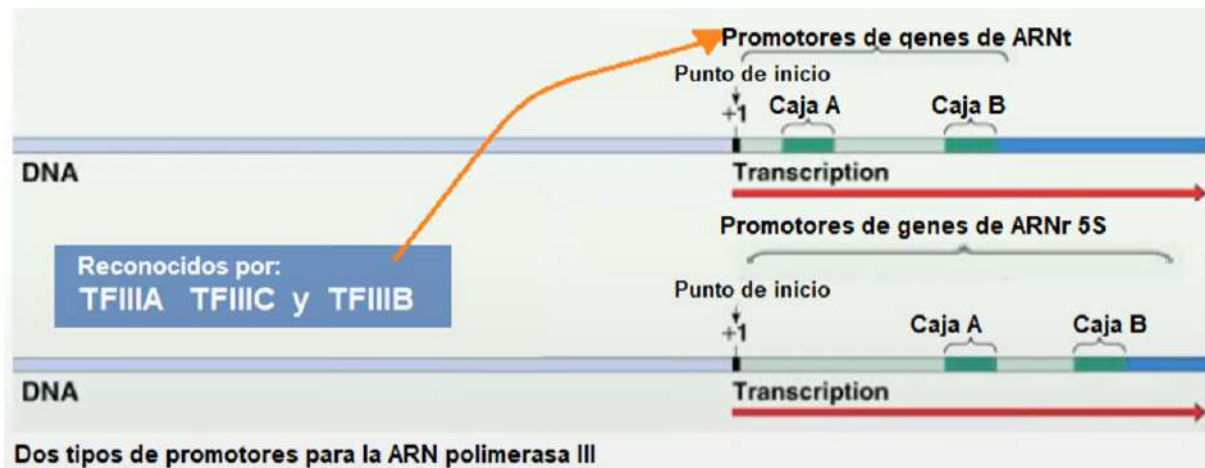 Promotores de qenes de ARNt
Punto de inicio
+1
Caja A
Caja B
DNA
Transcription
Promotores de genes de ARNr 5S
Reconocidos por:
TFIIIA TFIIIC y TFIIIB
Punto de inicio
+1
Caja A
Caja B
DNA
Transcription
Dos tipos de promotores para la ARN polimerasa III